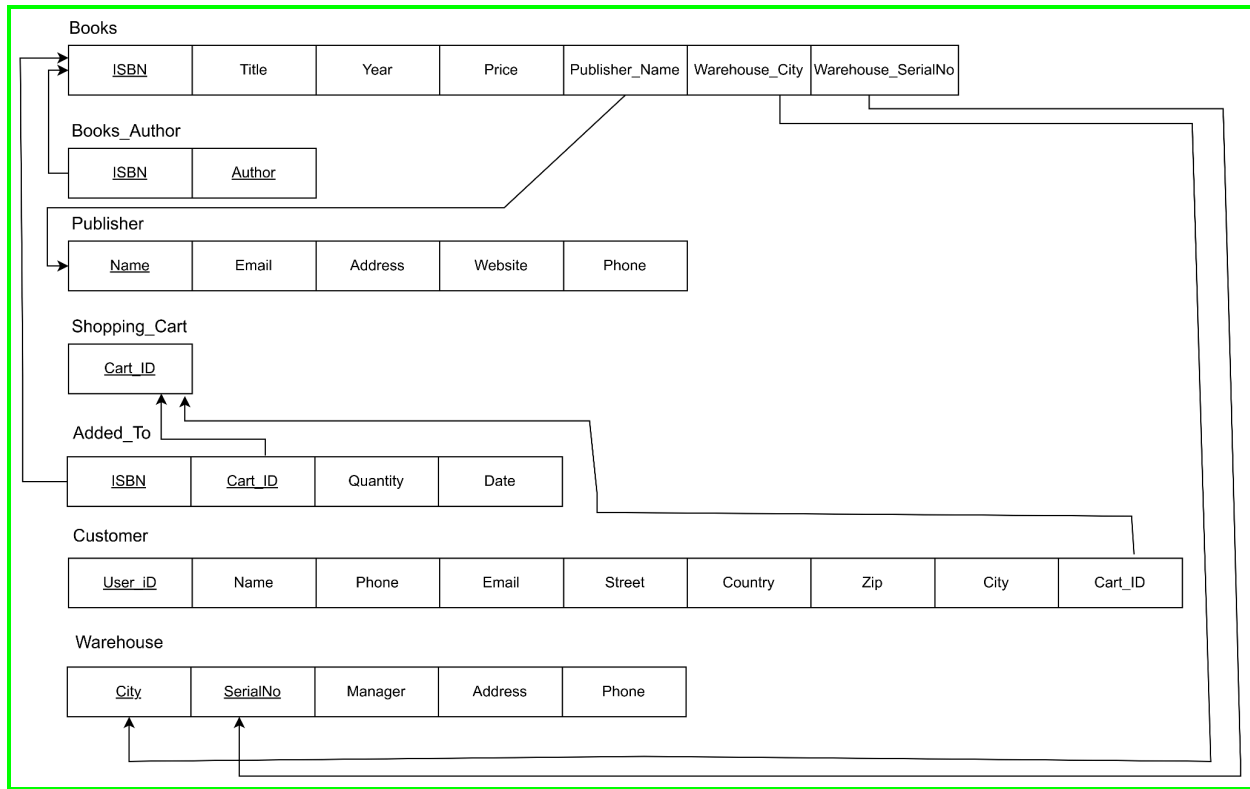 Books
ISBN Title Year Price Publisher_Name Warehouse_City Warehouse_SerialNo
Books_Author
ISBN Author
Publisher
Name Email Address Website Phone
Shopping_Cart
Cart_ID
Added_To
ISBN Cart_ID Quantity Date
Customer
User_iD Name Phone Email Street Country Zip City Cart_ID
Warehouse
City SerialNo Manager Address Phone